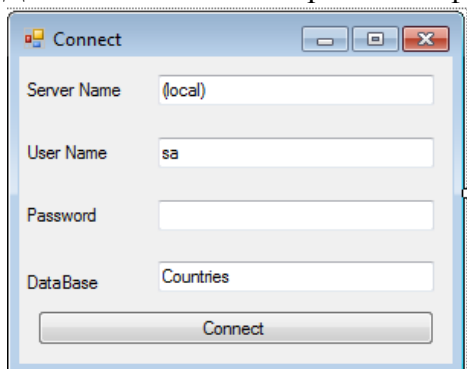 Connect
Server Name (local)
User Name sa
Password
DataBase Countries
Connect